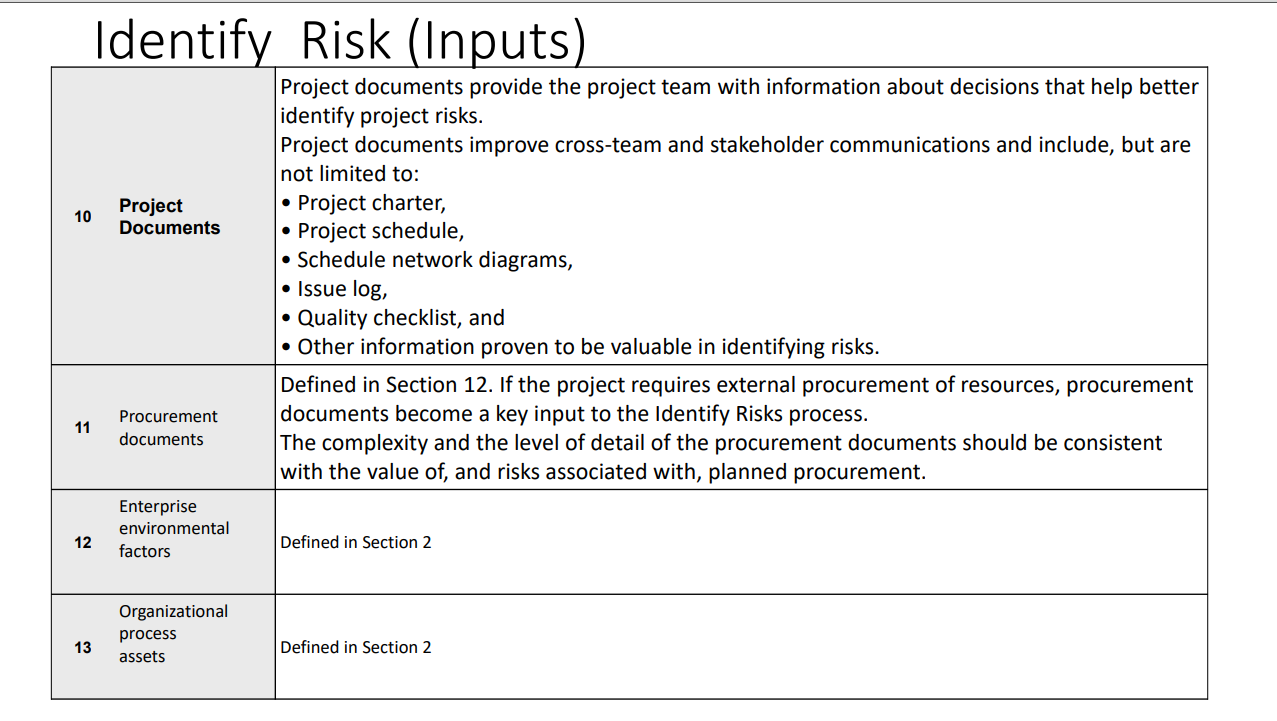 Identify Risk (Inputs)
10
Project
Documents
Project documents provide the project team with information about decisions that help better
identify project risks.
Project documents improve cross-team and stakeholder communications and include, but are
not limited to:
• Project charter,
• Project schedule,
• Schedule network diagrams,
• Issue log,
• Quality checklist, and
• Other information proven to be valuable in identifying risks.
11
Procurement
documents
Defined in Section 12. If the project requires external procurement of resources, procurement
documents become a key input to the Identify Risks process.
The complexity and the level of detail of the procurement documents should be consistent
with the value of, and risks associated with, planned procurement.
12
Enterprise
environmental
factors
Defined in Section 2
13
Organizational
process
assets
Defined in Section 2